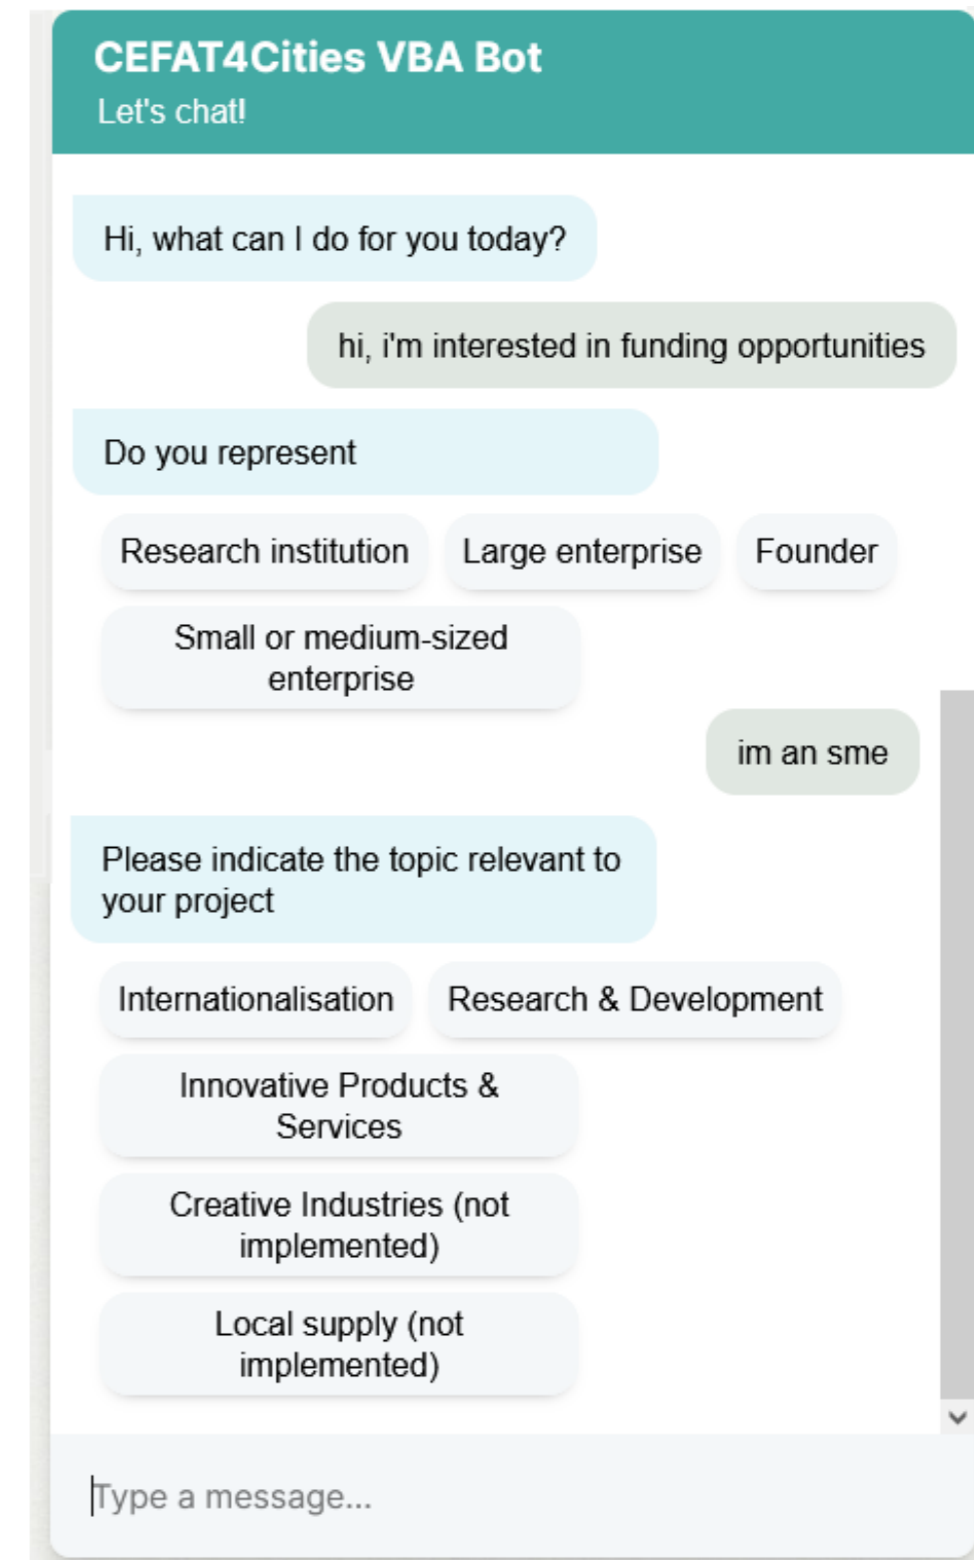 CEFAT4Cities VBA Bot
Let's chat!
Hi, what can I do for you today?
hi, i'm interested in funding opportunities
Do you represent
Research institution
Large enterprise
Founder
Small or medium-sized
enterprise
im an sme
Please indicate the topic relevant to
your project
Internationalisation
Research & Development
Innovative Products &
Services
Creative Industries (not
implemented)
Local supply (not
implemented)
Type a message...